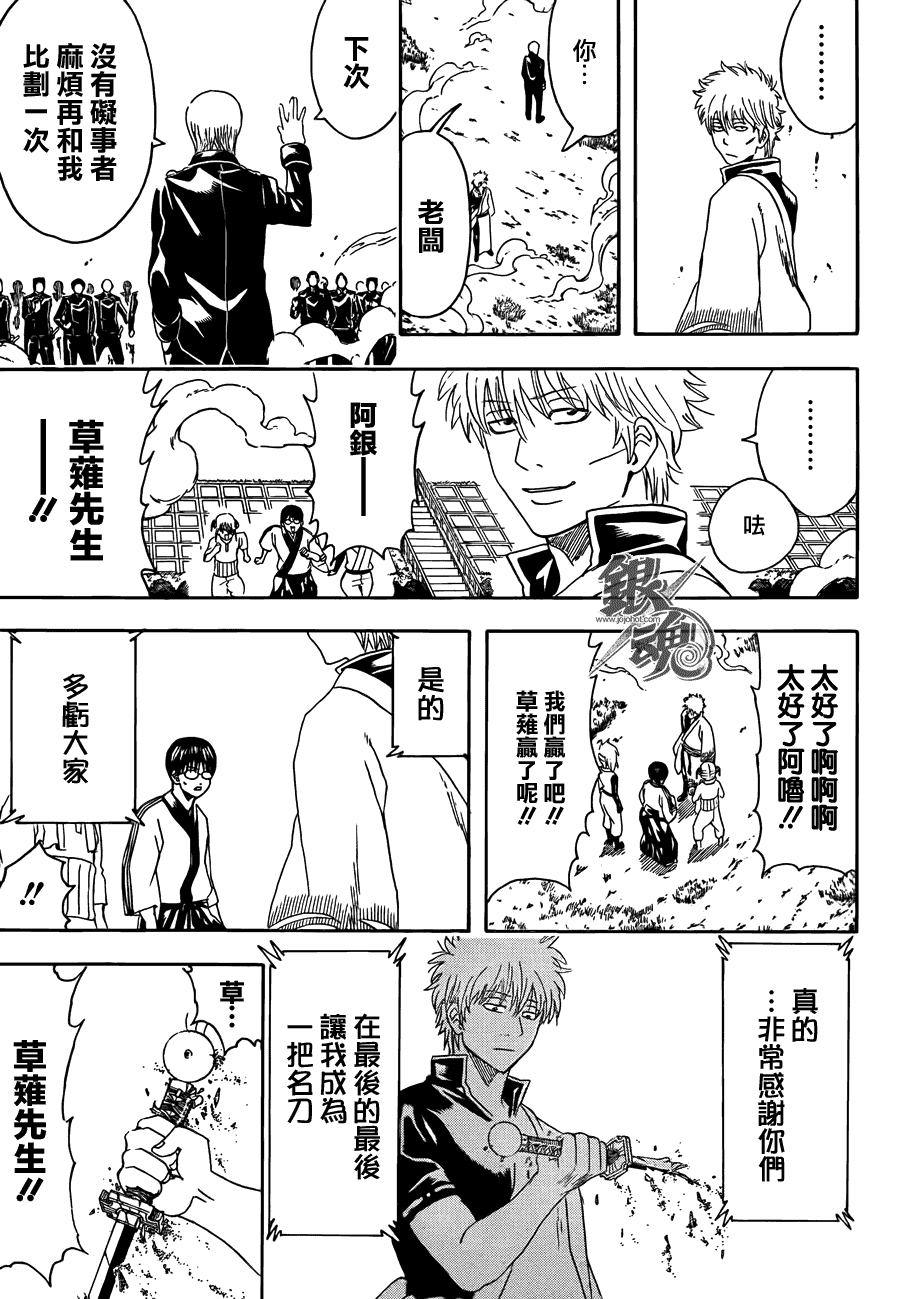 ………
你…
老闆
下次
沒有礙事者
麻煩再和我
比劃一次
………
呿
阿銀——
——草薙先生——!!
銀魂
www.jojohot.com
太好了啊啊啊
太好了阿嚕!!
我們贏了吧!!
草薙贏了呢!!
是的
多虧大家
!!
真的
…非常感謝你們
在最後的最後
讓我成為
一把名刀
草…
草薙先生!!